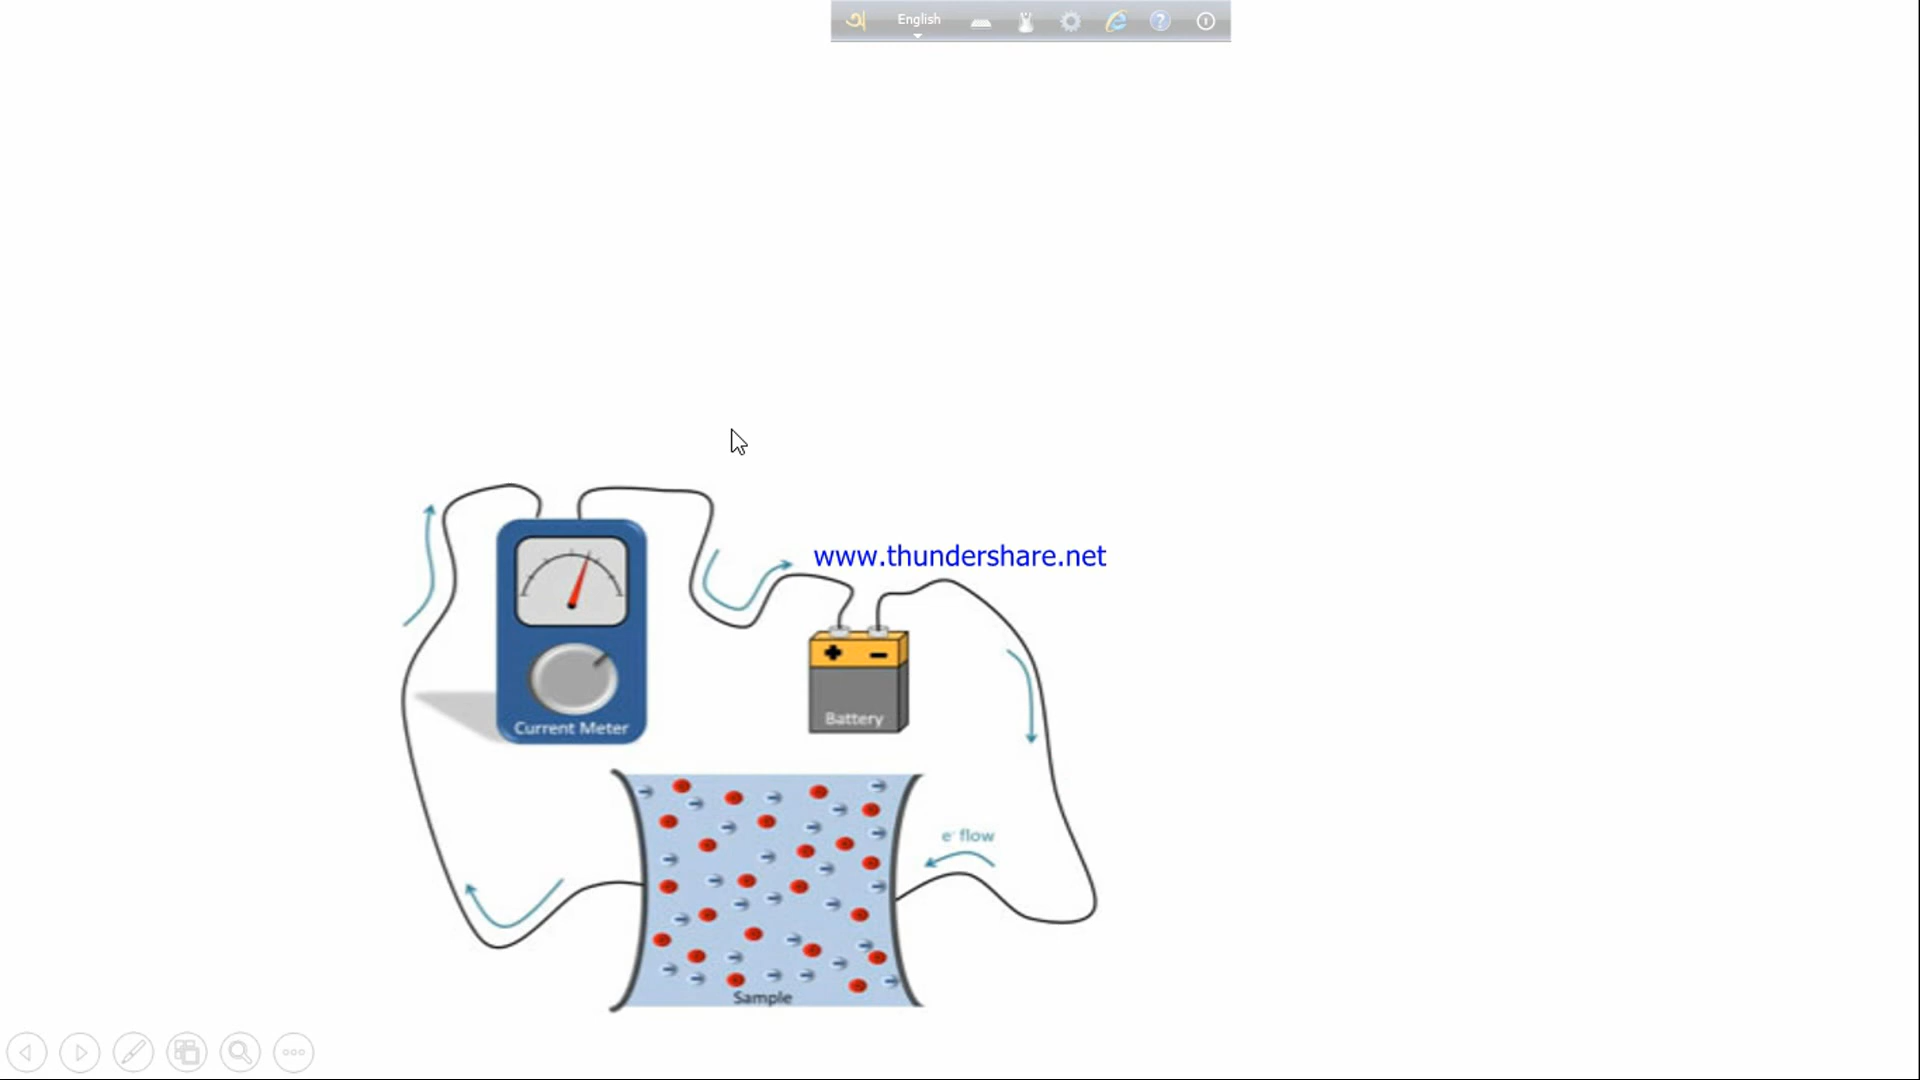 অ English
www.thundershare.net
+ −
Battery
Current Meter
e⁻ flow
Sample